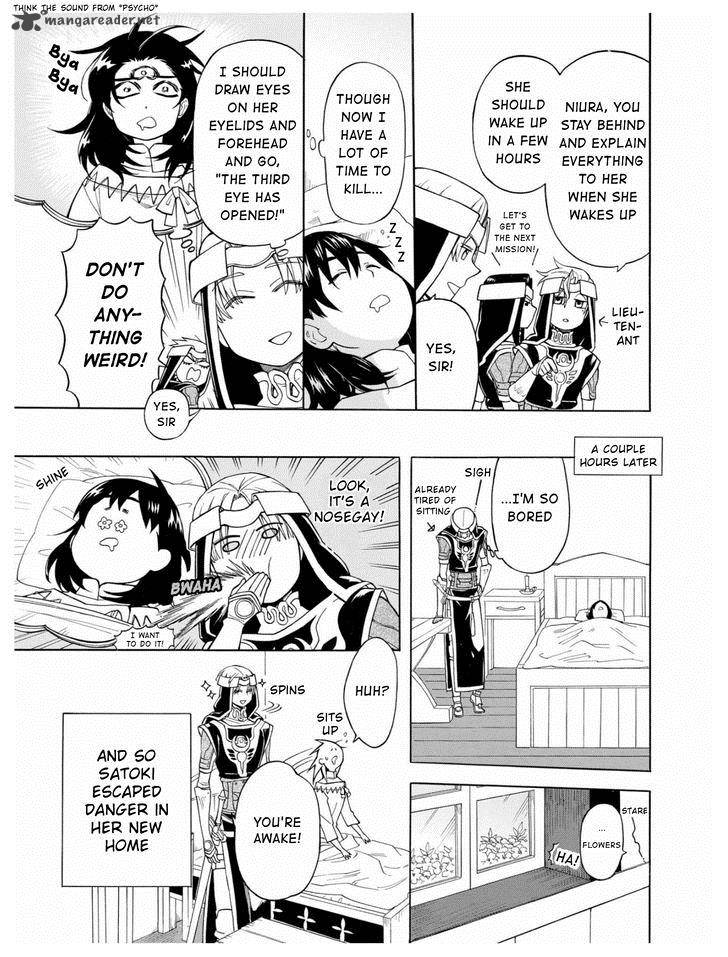 THINK THE SOUND FROM "PSYCHO"
mangareader.net
NIURA, YOU
STAY BEHIND
AND EXPLAIN
EVERYTHING
TO HER
WHEN SHE
WAKES UP
SHE
SHOULD
WAKE UP
IN A FEW
HOURS
LET'S
GET TO
THE NEXT
MISSION!
LIEU-
TEN-
ANT
YES,
SIR!
THOUGH
NOW I
HAVE A
LOT OF
TIME TO
KILL...
Z
Z
Z
I SHOULD
DRAW EYES
ON HER
EYELIDS AND
FOREHEAD
AND GO,
"THE THIRD
EYE HAS
OPENED!"
Bya
Bya
DON'T
DO
ANY-
THING
WEIRD!
YES,
SIR
A COUPLE
HOURS LATER
SIGH
...I'M SO
BORED
ALREADY
TIRED OF
SITTING
STARE
...
FLOWERS
HA!
LOOK,
IT'S A
NOSEGAY!
SHINE
BWAHA
I WANT
TO DO IT!
HUH?
SITS
UP
SPINS
YOU'RE
AWAKE!
AND SO
SATOKI
ESCAPED
DANGER IN
HER NEW
HOME